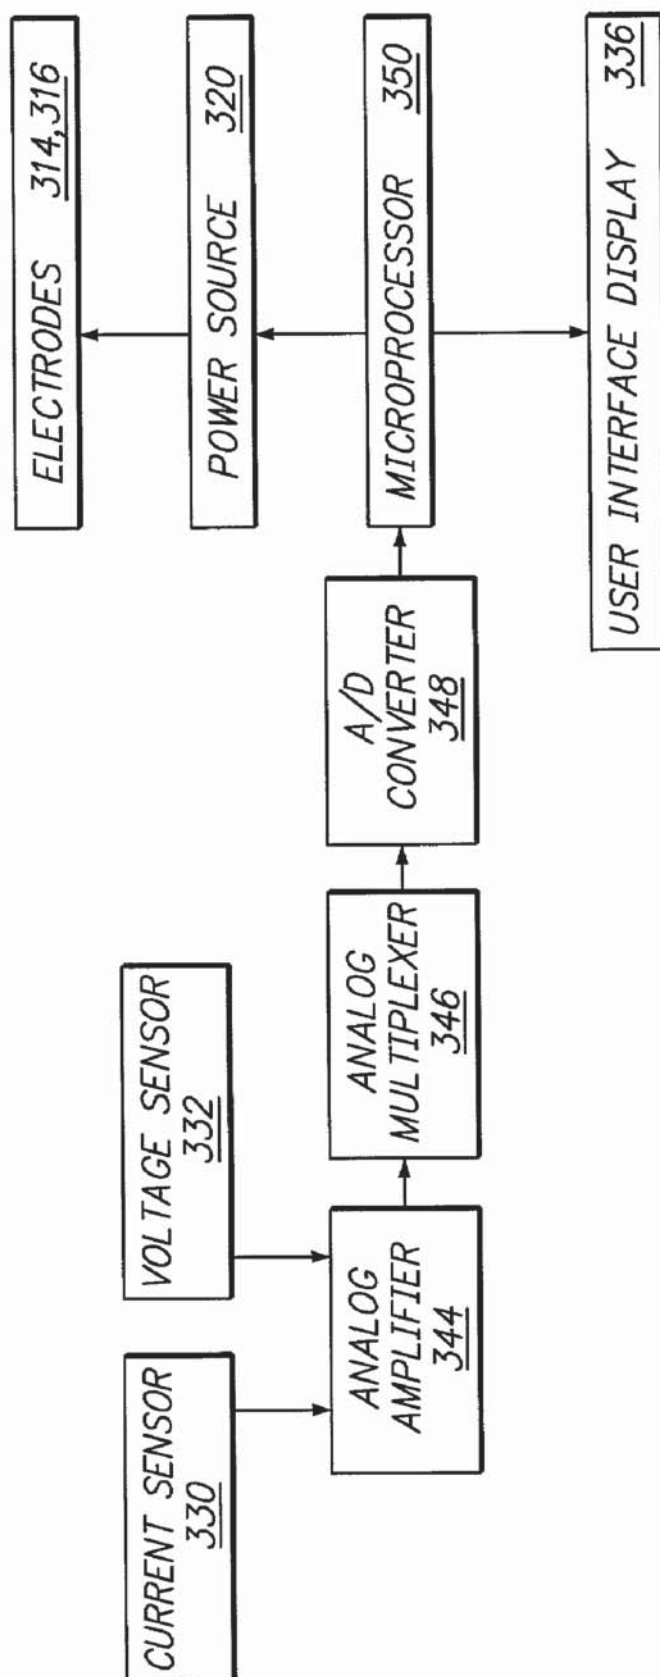 CURRENT SENSOR
330
VOLTAGE SENSOR
332
ANALOG
AMPLIFIER
344
ANALOG
MULTIPLEXER
346
A/D
CONVERTER
348
ELECTRODES 314,316
POWER SOURCE 320
MICROPROCESSOR 350
USER INTERFACE DISPLAY 336